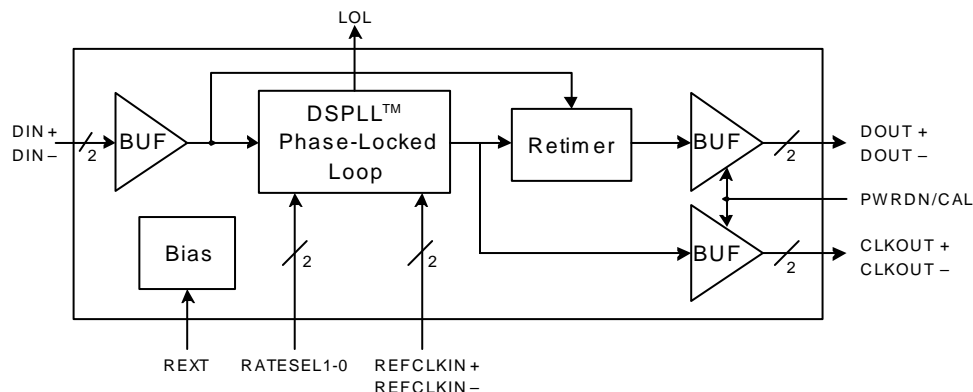 LOL
DSPLL™
Phase-Locked
Loop
DIN+
DIN–
2
BUF
Retimer
BUF
2
DOUT+
DOUT–
PWRDN/CAL
Bias
2
2
BUF
2
CLKOUT+
CLKOUT–
REXT
RATESEL1-0
REFCLKIN+
REFCLKIN–